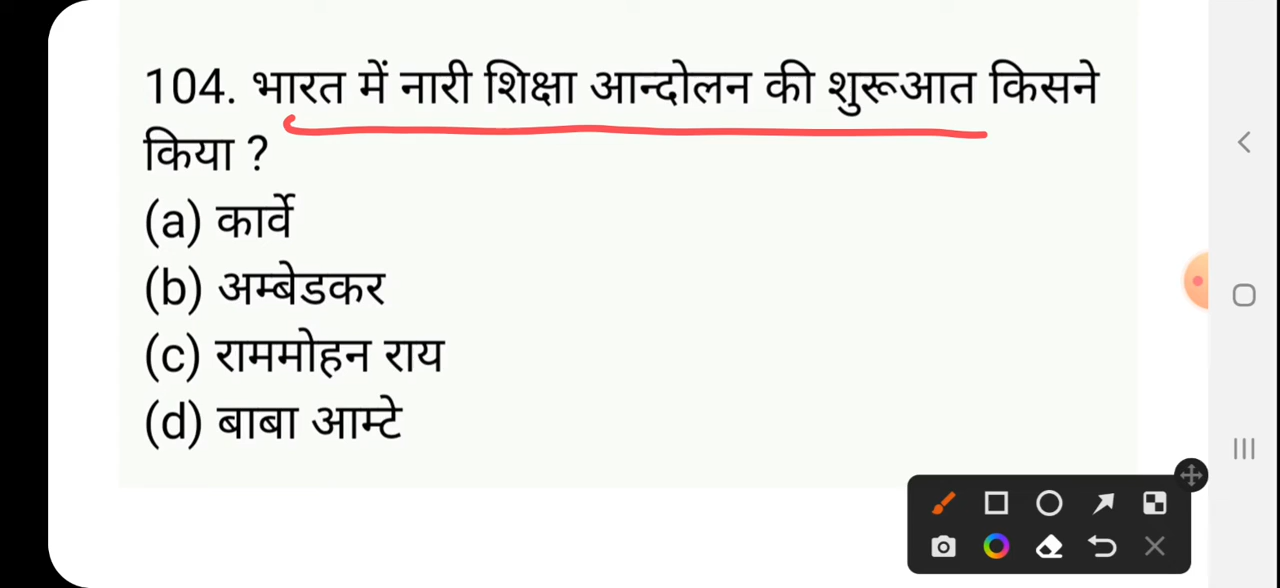 104. भारत में नारी शिक्षा आन्दोलन की शुरूआत किसने
किया ?
(a) कार्वे
(b) अम्बेडकर
(c) राममोहन राय
(d) बाबा आम्टे